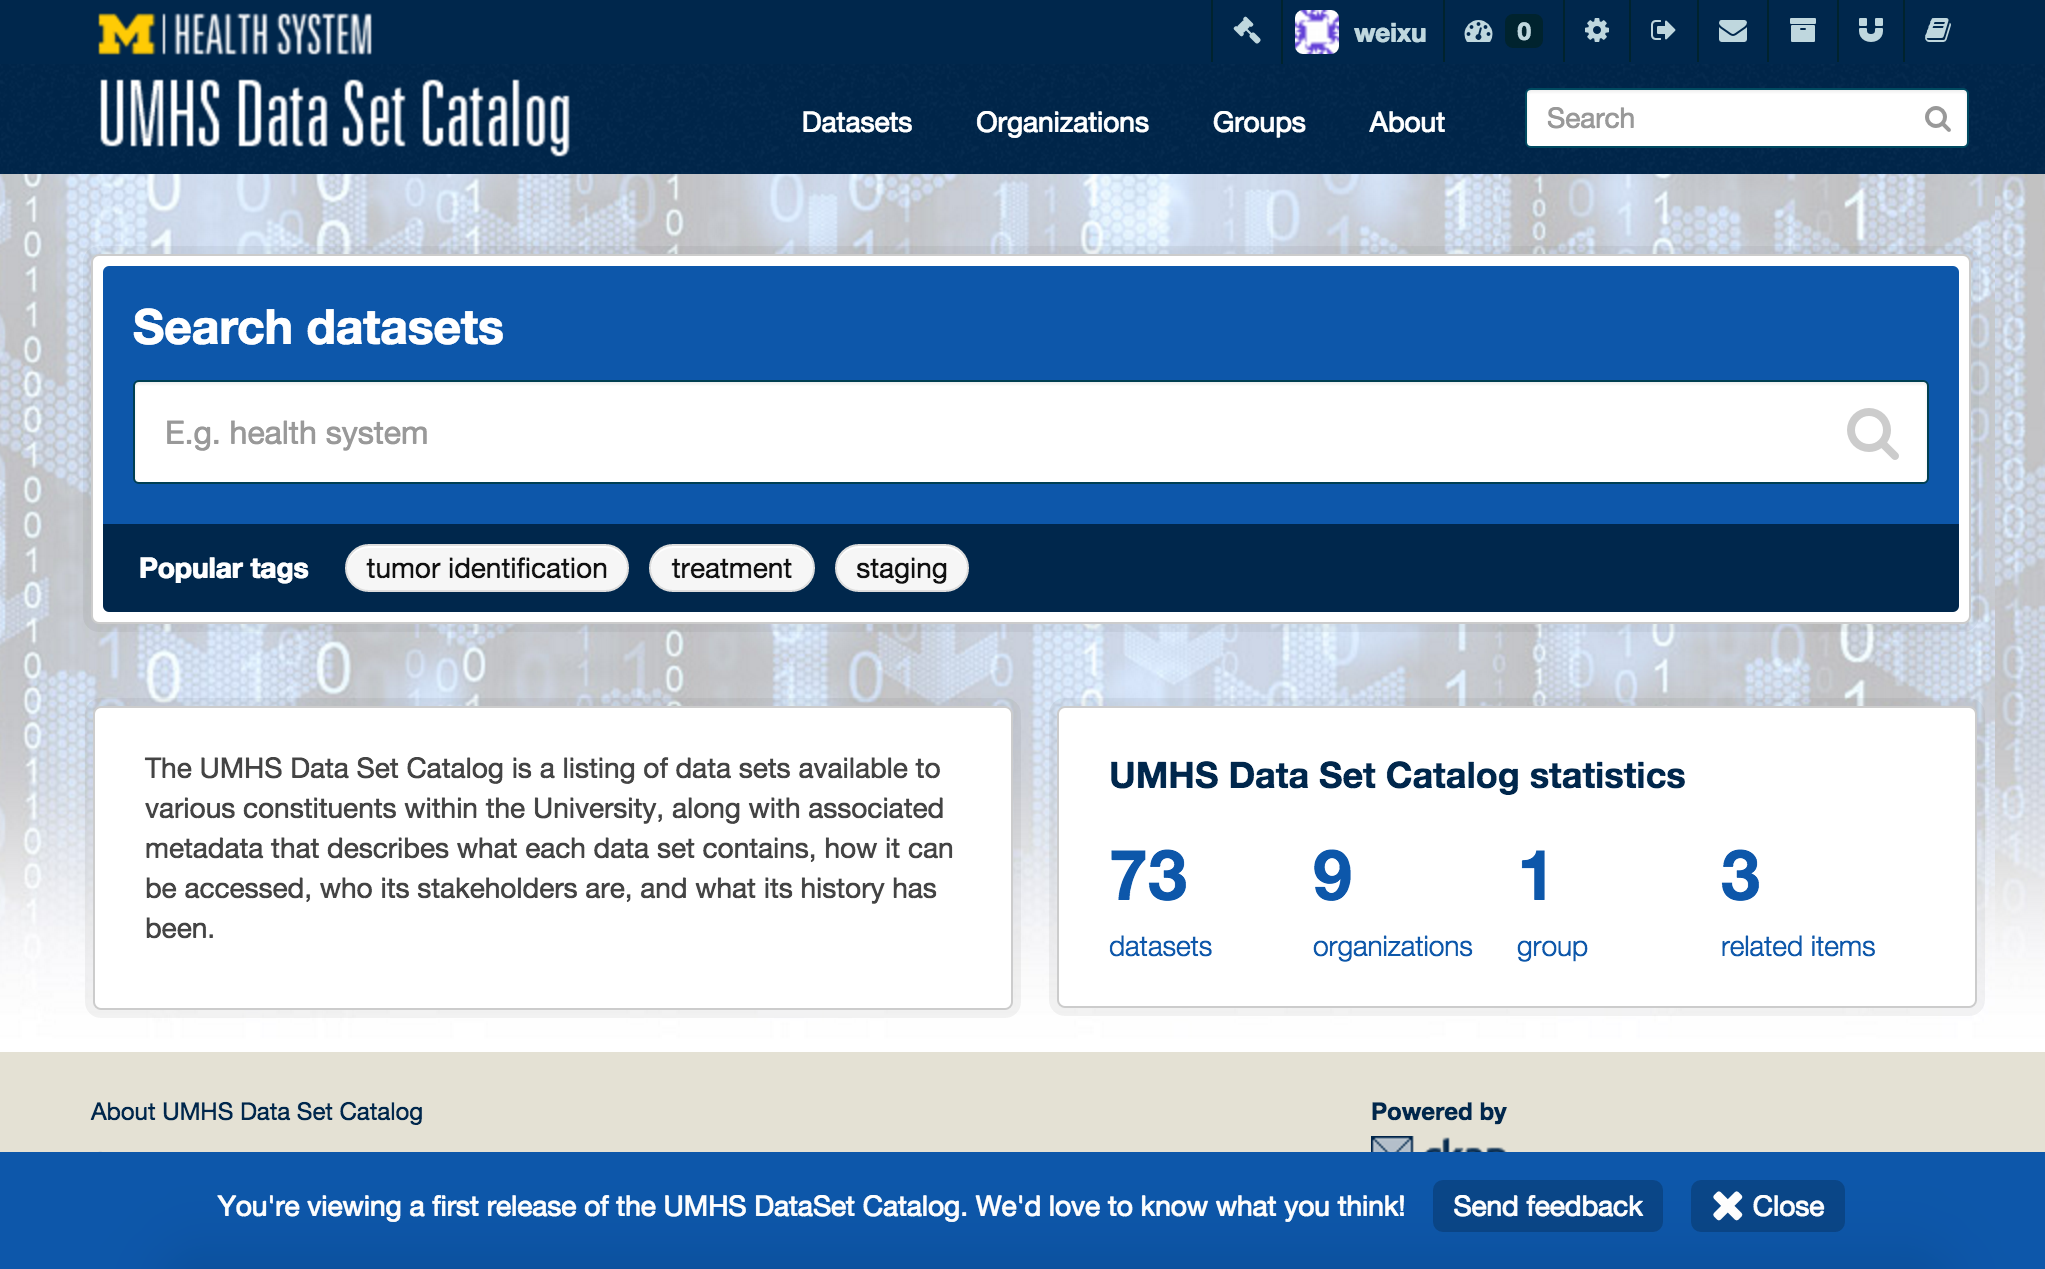 M | HEALTH SYSTEM
weixu
0
UMHS Data Set Catalog
Datasets
Organizations
Groups
About
Search
Search datasets
E.g. health system
Popular tags
tumor identification
treatment
staging
The UMHS Data Set Catalog is a listing of data sets available to
various constituents within the University, along with associated
metadata that describes what each data set contains, how it can
be accessed, who its stakeholders are, and what its history has
been.
UMHS Data Set Catalog statistics
73
datasets
9
organizations
1
group
3
related items
About UMHS Data Set Catalog
Powered by
You're viewing a first release of the UMHS DataSet Catalog. We'd love to know what you think!
Send feedback
Close